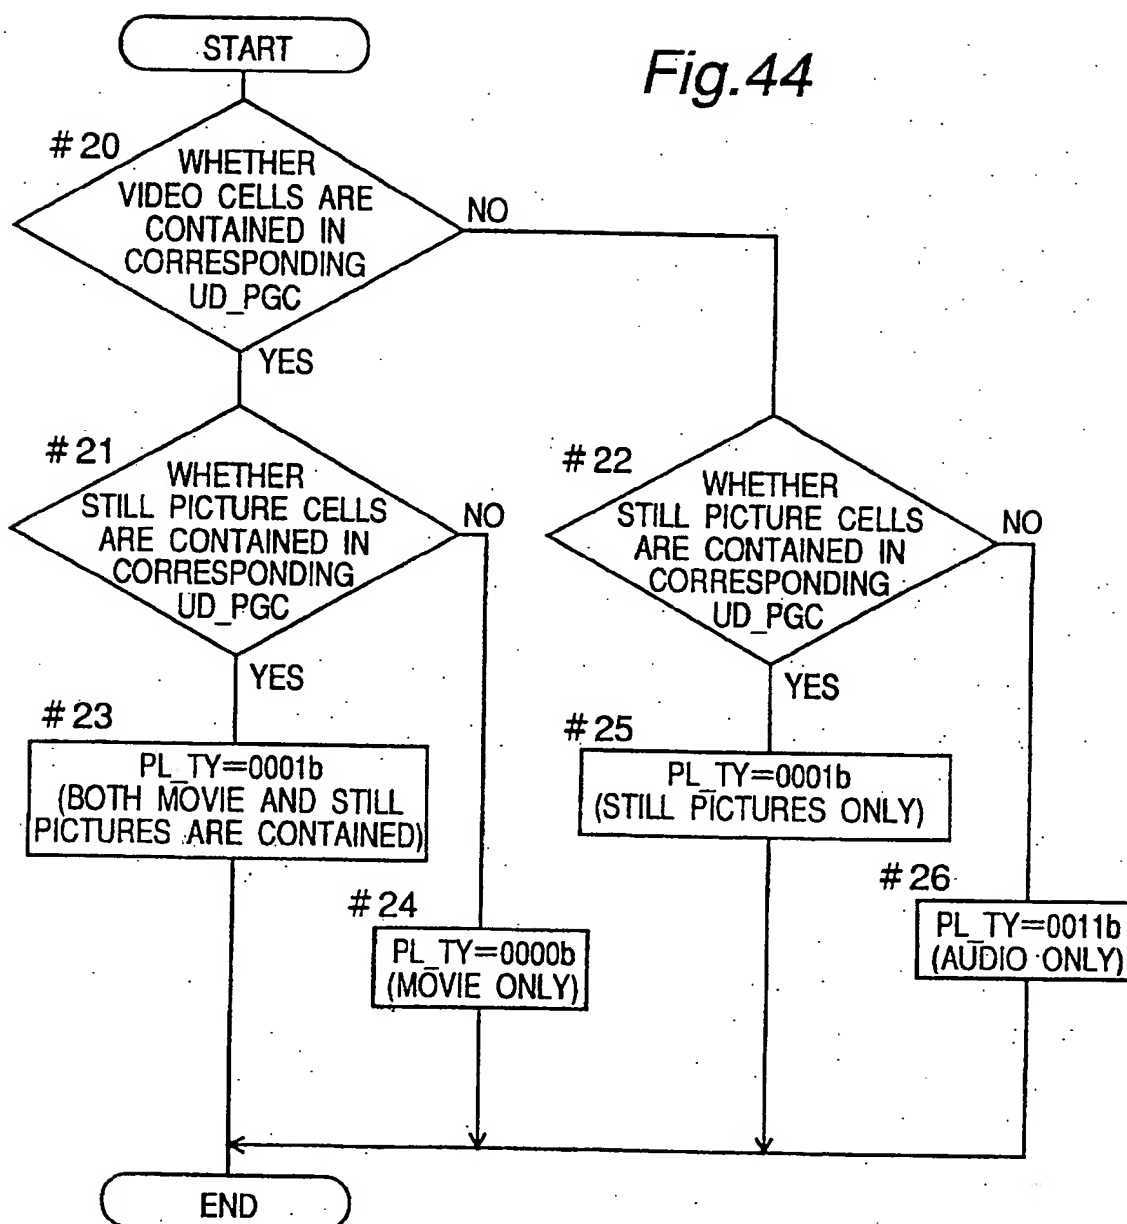 START
Fig.44
#20
WHETHER
VIDEO CELLS ARE
CONTAINED IN
CORRESPONDING
UD_PGC
NO
YES
#21
WHETHER
STILL PICTURE CELLS
ARE CONTAINED IN
CORRESPONDING
UD_PGC
NO
YES
#22
WHETHER
STILL PICTURE CELLS
ARE CONTAINED IN
CORRESPONDING
UD_PGC
NO
YES
#23
PL_TY=0001b
(BOTH MOVIE AND STILL
PICTURES ARE CONTAINED)
#25
PL_TY=0001b
(STILL PICTURES ONLY)
#24
PL_TY=0000b
(MOVIE ONLY)
#26
PL_TY=0011b
(AUDIO ONLY)
END